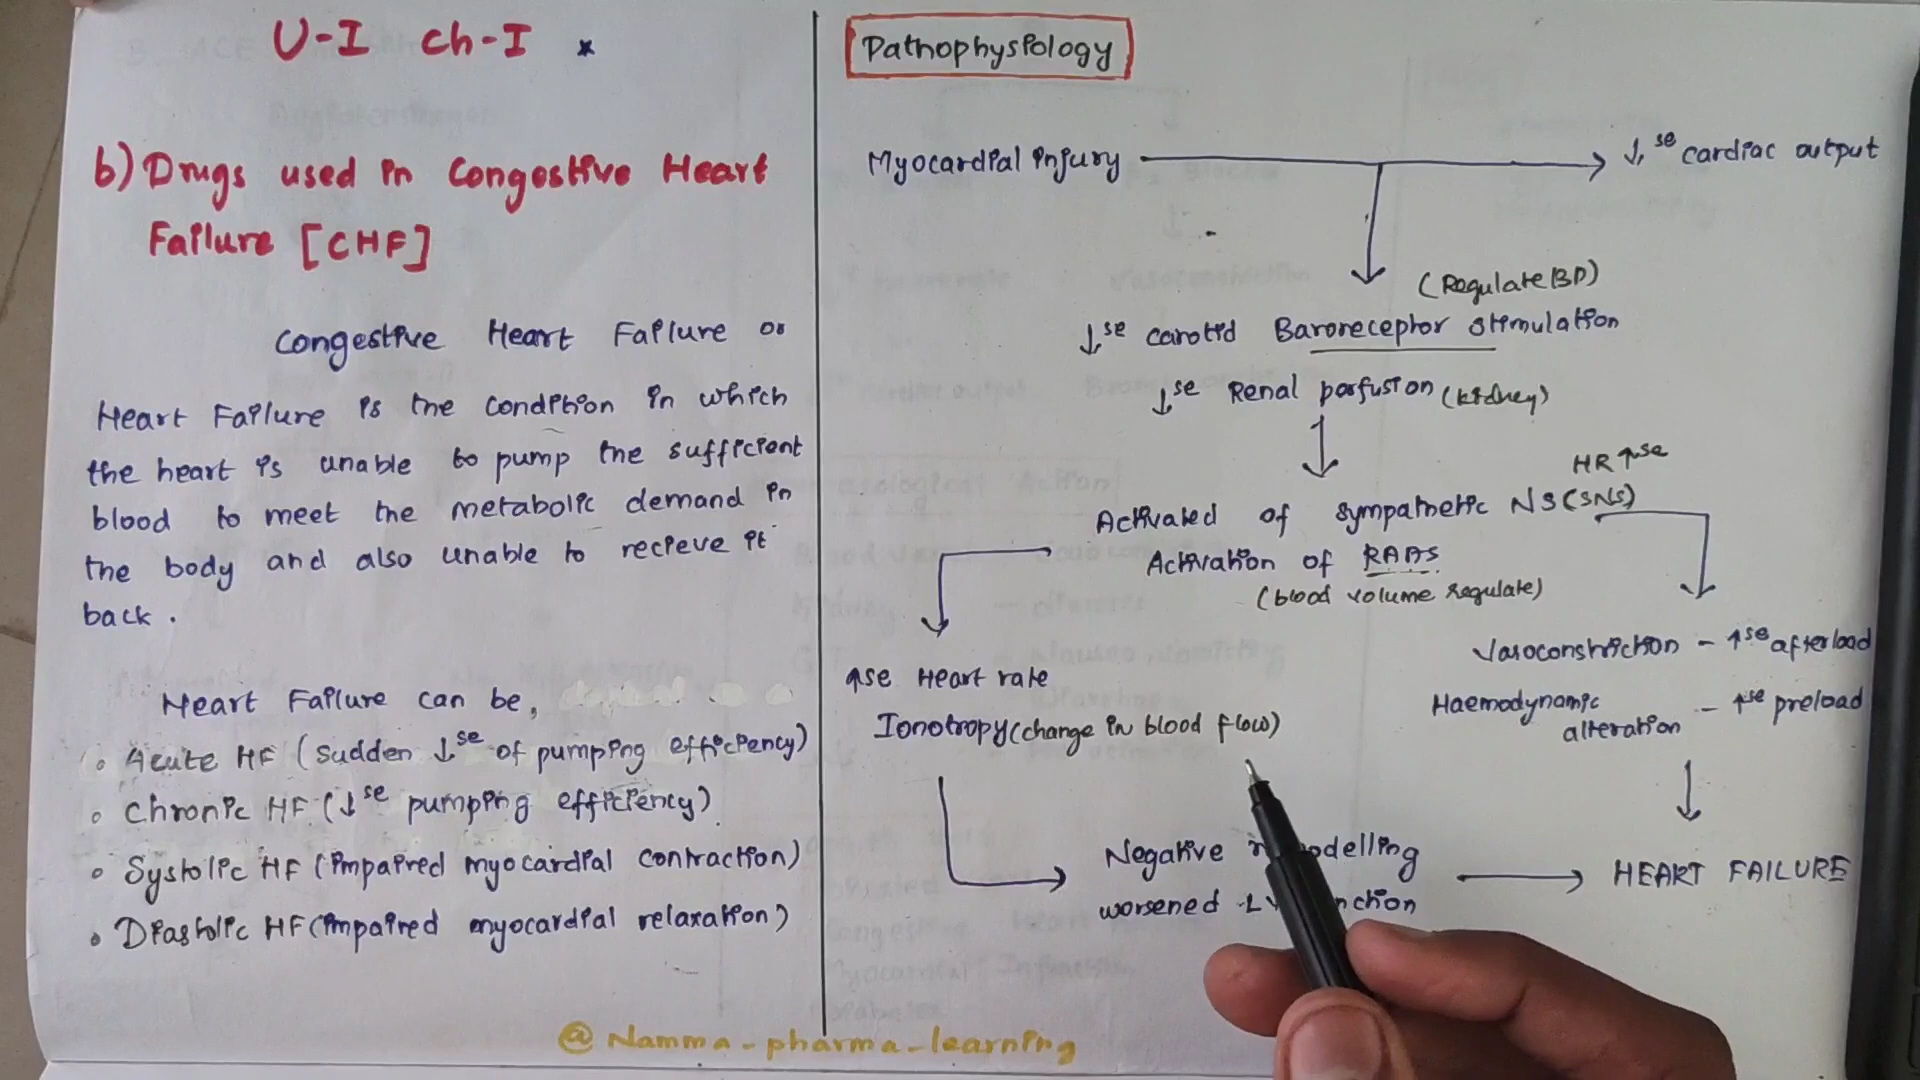 U-I Ch-I *
b) Drugs used in Congestive Heart
Failure [CHF]
Congestive Heart Failure or
Heart Failure is the condition in which
the heart is unable to pump the sufficient
blood to meet the metabolic demand in
the body and also unable to recieve it
back.
Heart Failure can be,
• Acute HF (Sudden ↓se of pumping efficiency)
• Chronic HF (↓se pumping efficiency)
• Systolic HF (impaired myocardial contraction)
• Diastolic HF (impaired myocardial relaxation)
Pathophysiology
Myocardial injury → ↓se cardiac output
(Regulate BP)
↓se carotid Baroreceptor stimulation
↓se Renal parfusion (kidney)
HR ↑se
Activated of sympathetic NS (SNS)
Activation of RAAS
(blood volume regulate)
Vasoconstriction - ↑se afterload
Haemodynamic
alteration - ↑se preload
↑se Heart rate
Ionotropy (change in blood flow)
Negative
worsened
HEART FAILURE
@Namma-pharma-learning